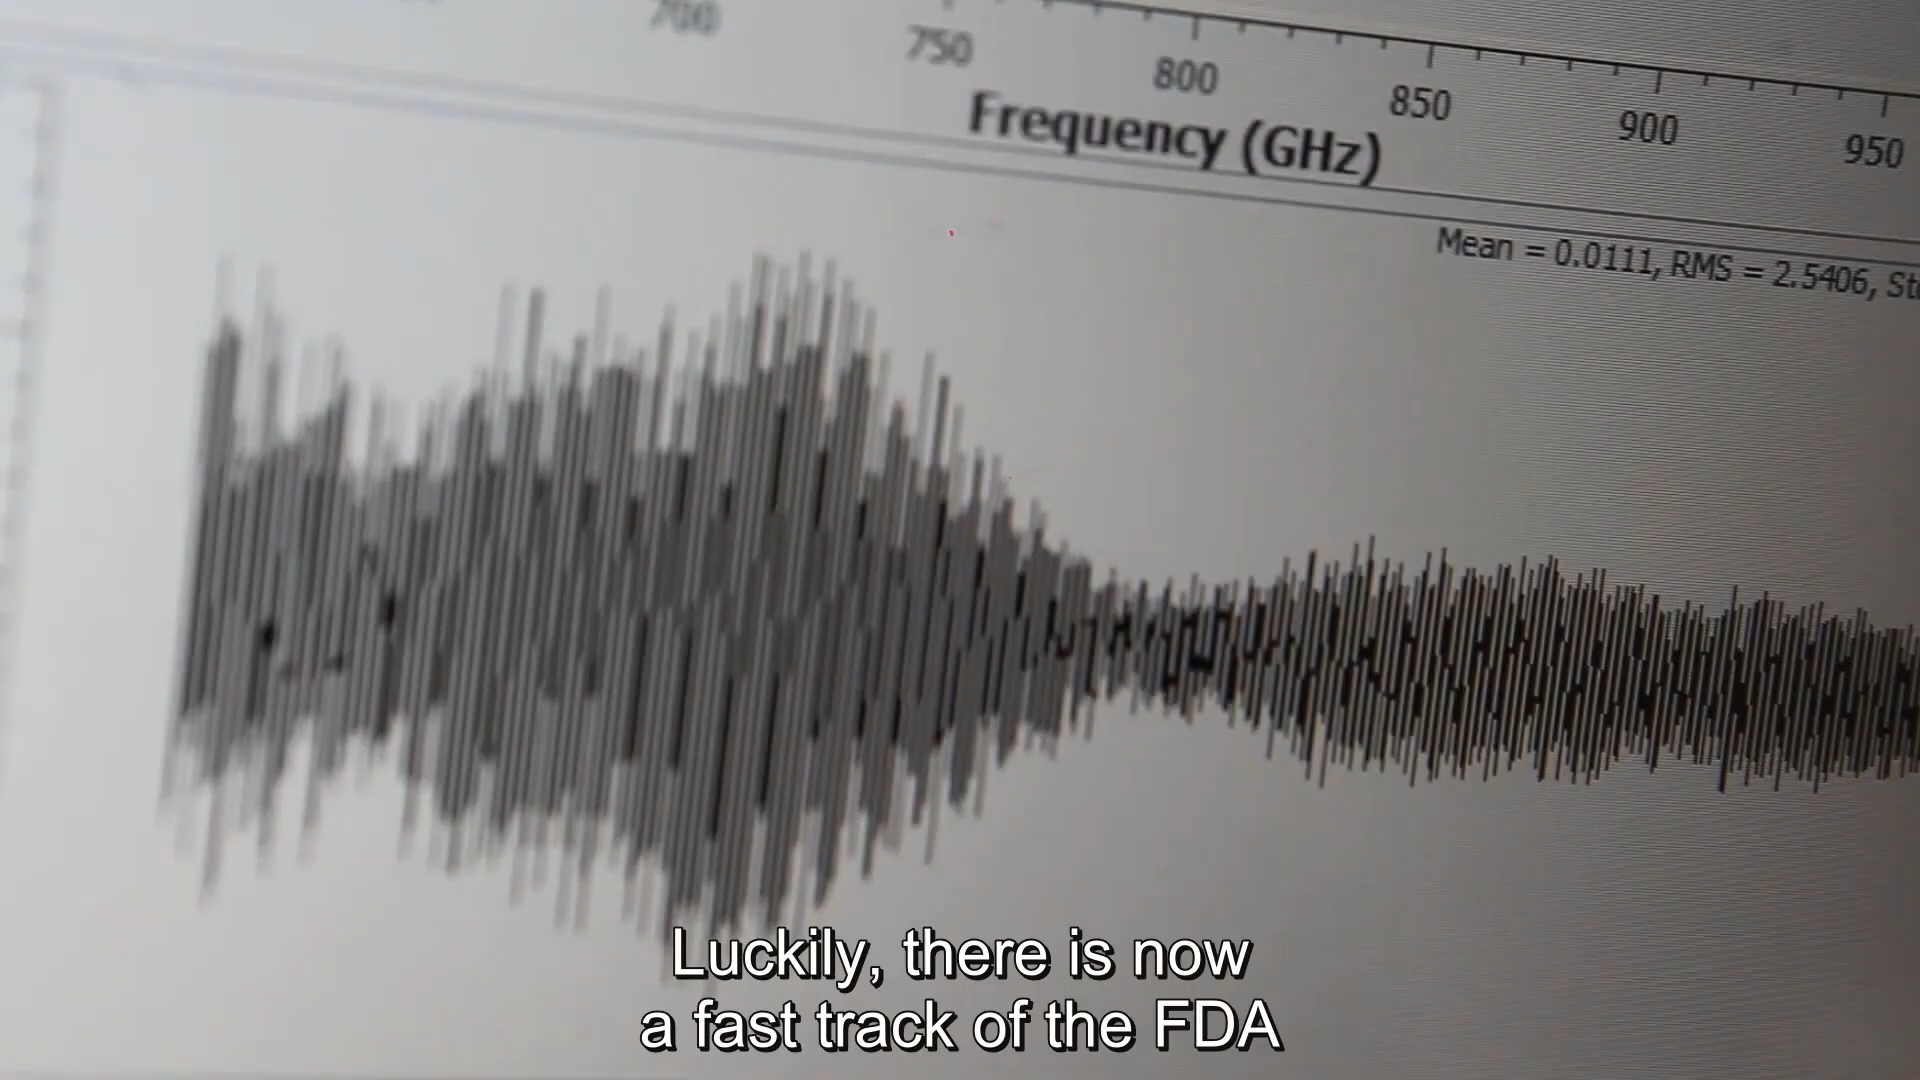 700 750 800 850 900 950
Frequency (GHz)
Mean = 0.0111, RMS = 2.5406,
Luckily, there is now
a fast track of the FDA